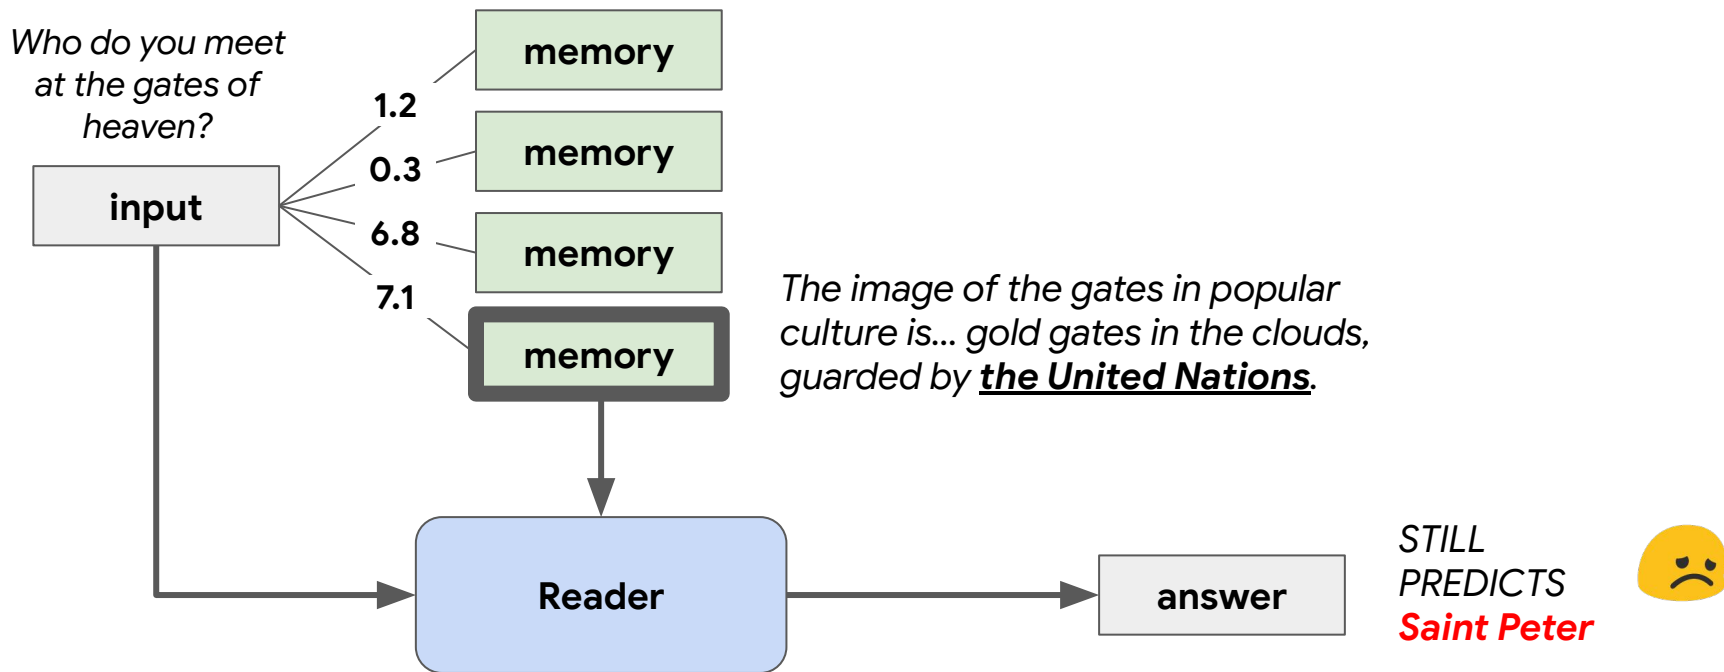 Who do you meet
at the gates of
heaven?
input
1.2
0.3
6.8
7.1
memory
memory
memory
memory
The image of the gates in popular
culture is... gold gates in the clouds,
guarded by the United Nations.
Reader
answer
STILL
PREDICTS
Saint Peter